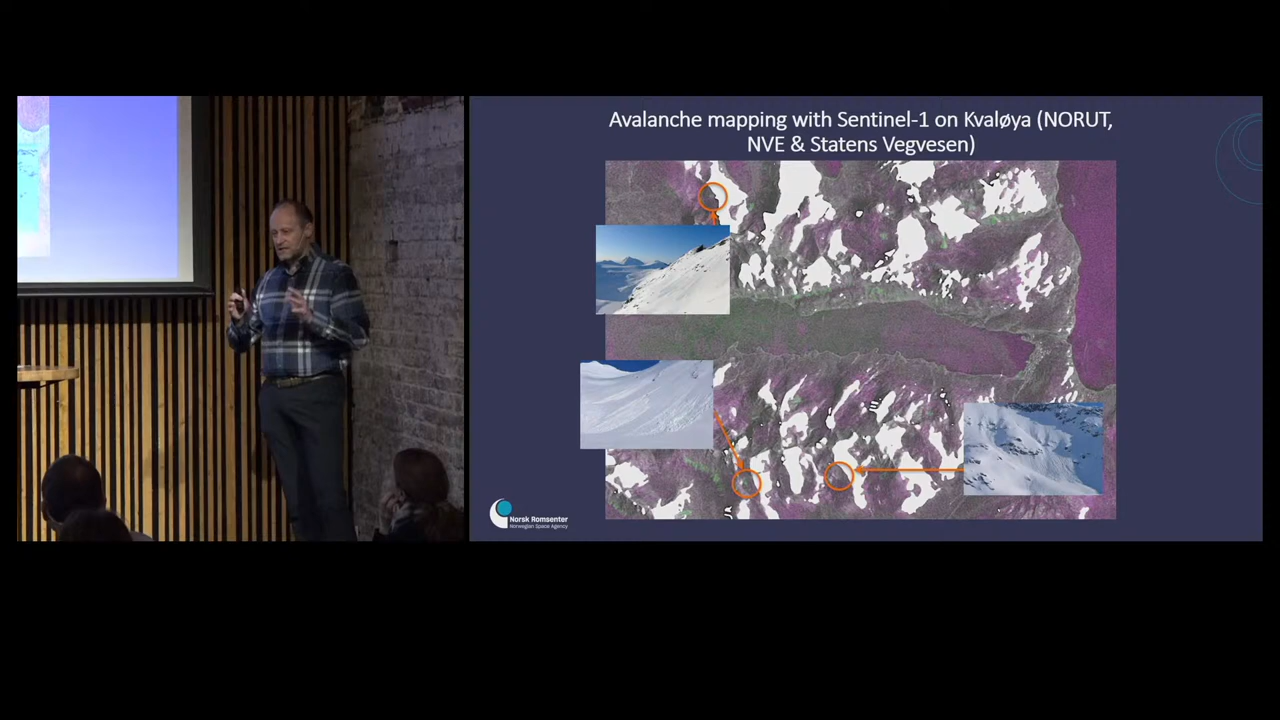 Avalanche mapping with Sentinel-1 on Kvaløya (NORUT,
NVE & Statens Vegvesen)
Norsk Romsenter
Norwegian Space Agency